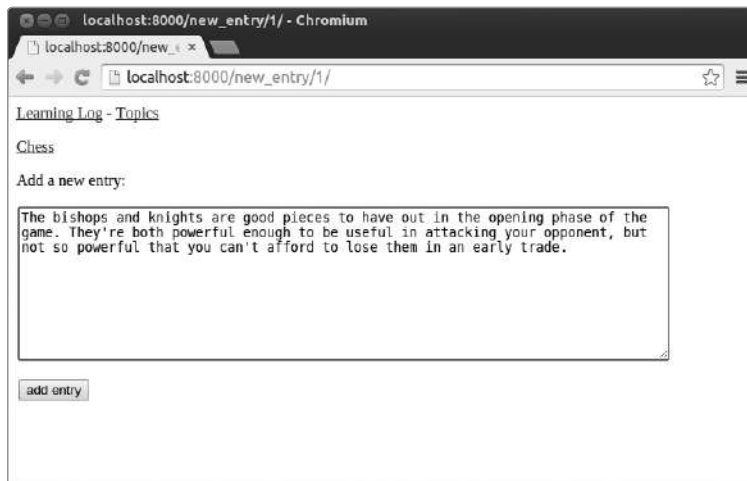 localhost:8000/new_entry/1/ - Chromium
localhost:8000/new_e ×
localhost:8000/new_entry/1/
Learning Log - Topics
Chess
Add a new entry:
The bishops and knights are good pieces to have out in the opening phase of the
game. They're both powerful enough to be useful in attacking your opponent, but
not so powerful that you can't afford to lose them in an early trade.
add entry